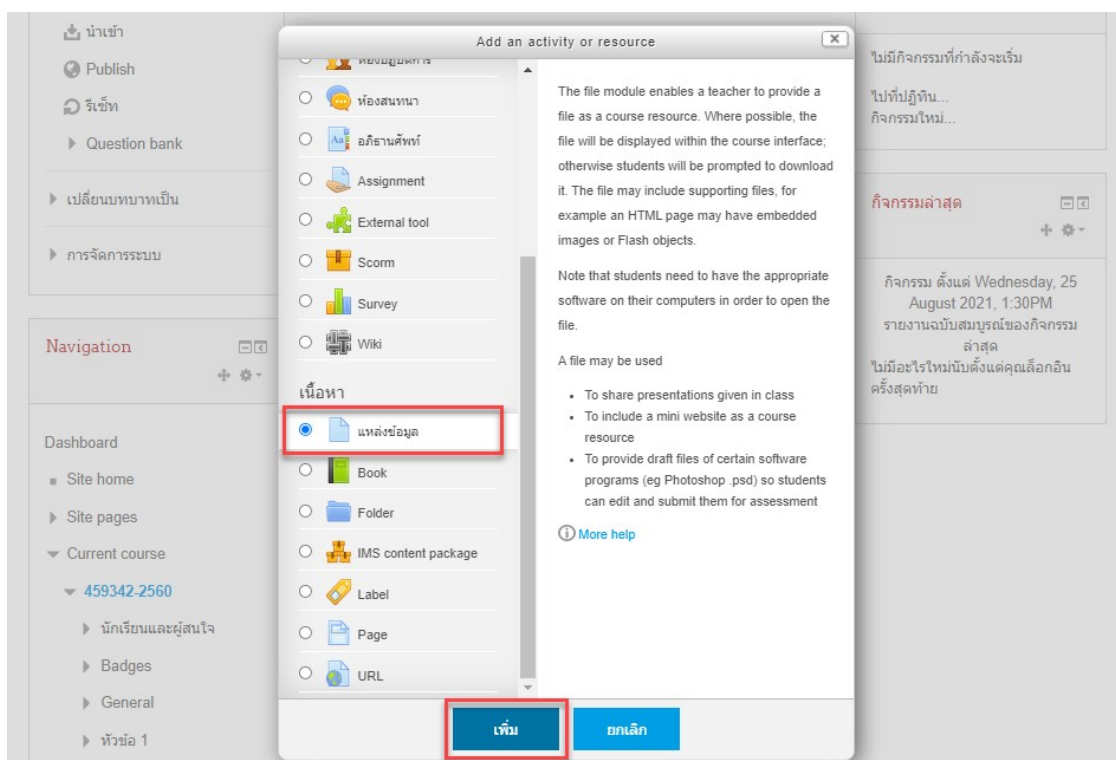 นำเข้า
Publish
รีเซ็ท
Question bank
เปลี่ยนบทบาทเป็น
การจัดการระบบ
Navigation
Dashboard
Site home
Site pages
Current course
459342-2560
นักเรียนและผู้สนใจ
Badges
General
หัวข้อ 1
Add an activity or resource
ห้องปฏิบัติการ
ห้องสนทนา
อภิธานศัพท์
Assignment
External tool
Scorm
Survey
Wiki
เนื้อหา
แหล่งข้อมูล
Book
Folder
IMS content package
Label
Page
URL
The file module enables a teacher to provide a
file as a course resource. Where possible, the
file will be displayed within the course interface;
otherwise students will be prompted to download
it. The file may include supporting files, for
example an HTML page may have embedded
images or Flash objects.
Note that students need to have the appropriate
software on their computers in order to open the
file.
A file may be used
• To share presentations given in class
• To include a mini website as a course
resource
• To provide draft files of certain software
programs (eg Photoshop .psd) so students
can edit and submit them for assessment
More help
เพิ่ม
ยกเลิก
ไม่มีกิจกรรมที่กำลังจะเริ่ม
ไปที่ปฏิทิน...
กิจกรรมใหม่...
กิจกรรมล่าสุด
กิจกรรม ตั้งแต่ Wednesday, 25
August 2021, 1:30PM
รายงานฉบับสมบูรณ์ของกิจกรรม
ล่าสุด
ไม่มีอะไรใหม่นับตั้งแต่คุณล็อกอิน
ครั้งสุดท้าย